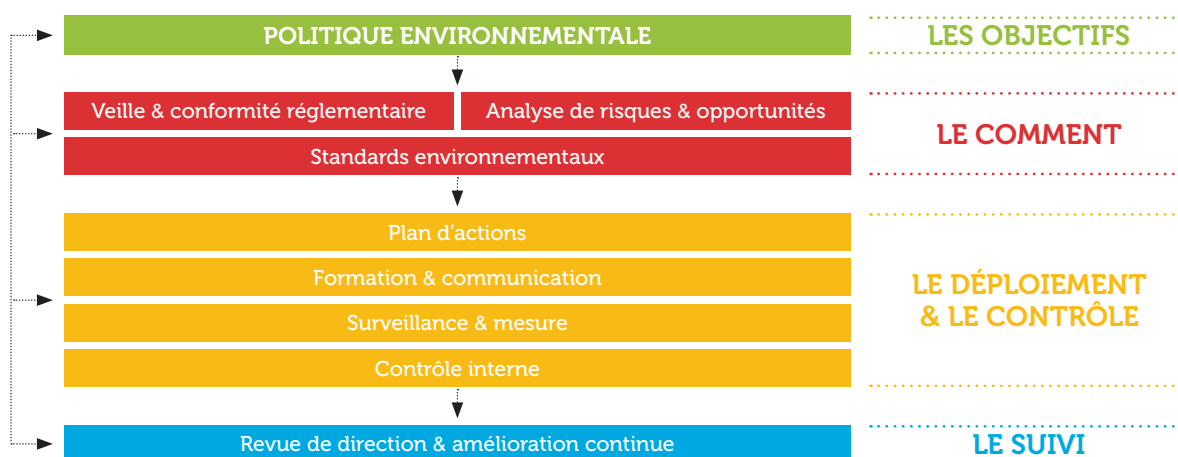 POLITIQUE ENVIRONNEMENTALE
LES OBJECTIFS
Veille & conformité réglementaire
Analyse de risques & opportunités
Standards environnementaux
LE COMMENT
Plan d'actions
Formation & communication
Surveillance & mesure
Contrôle interne
LE DÉPLOIEMENT
& LE CONTRÔLE
Revue de direction & amélioration continue
LE SUIVI